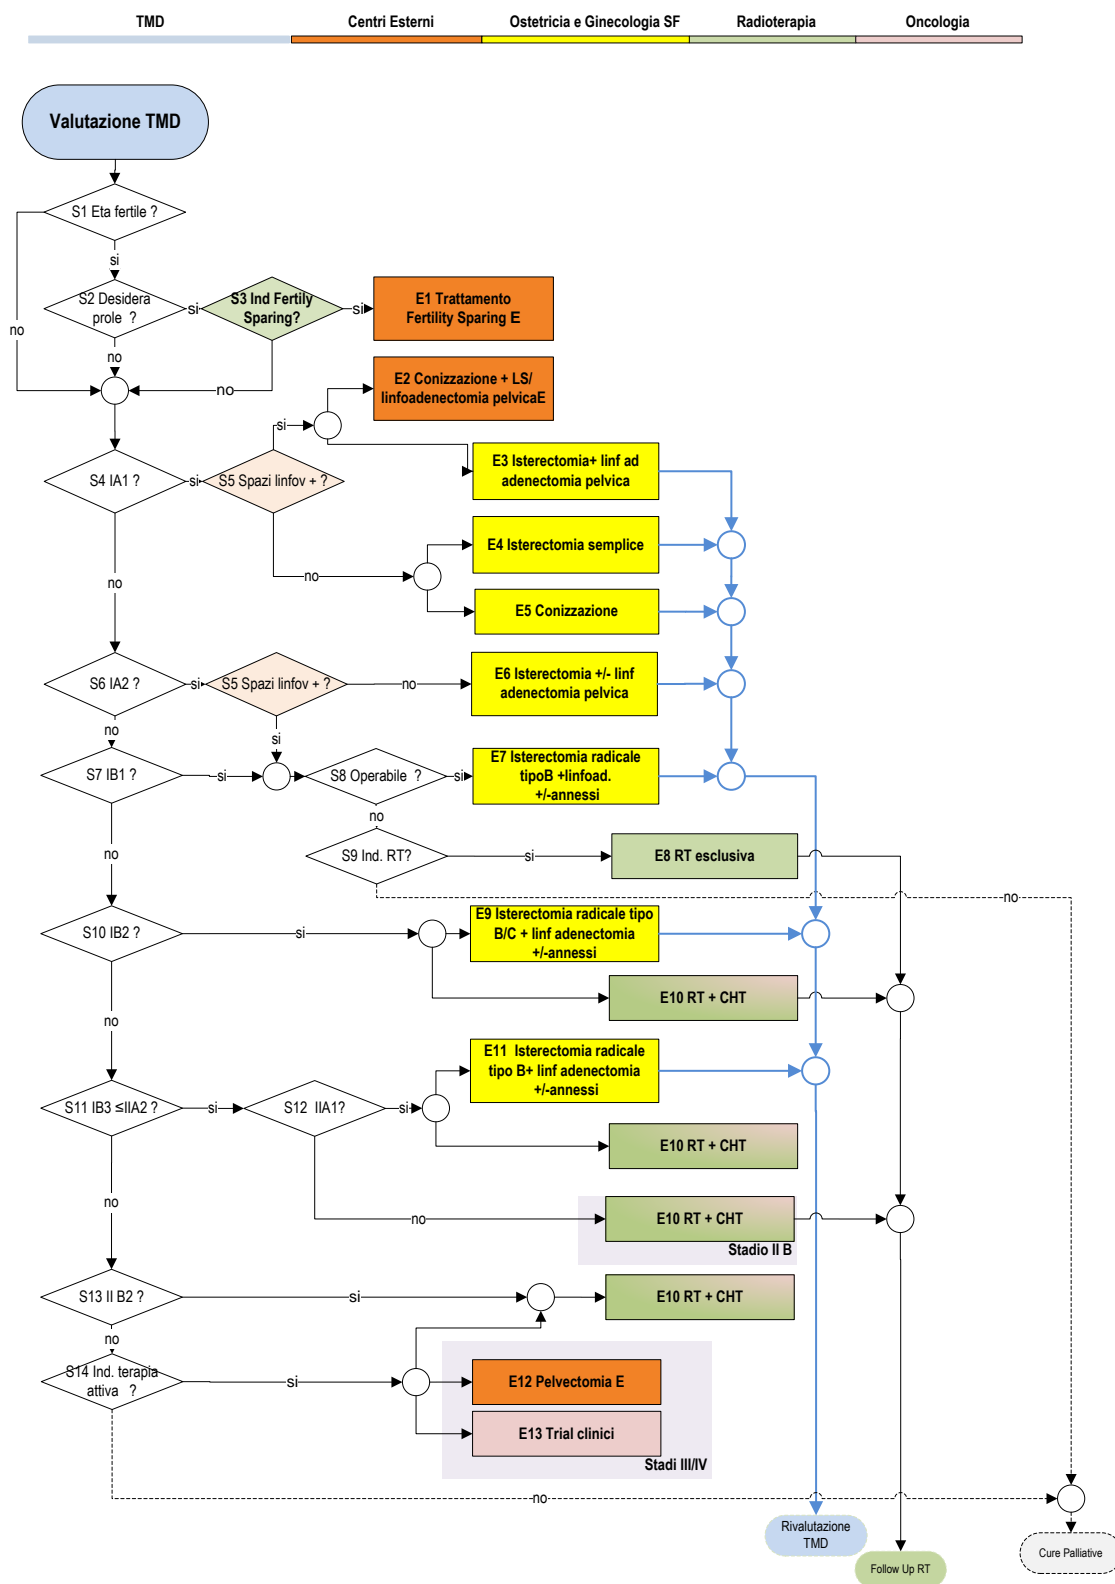 TMD
Centri Esterni
Ostetricia e Ginecologia SF
Radioterapia
Oncologia
Valutazione TMD
S1 Eta fertile ?
si
S2 Desidera
prole ?
si
S3 Ind Fertily
Sparing?
si
E1 Trattamento
Fertility Sparing E
no
no
no
E2 Conizzazione + LS/
linfoadenectomia pelvicaE
si
S4 IA1 ?
si
S5 Spazi linfov + ?
E3 Isterectomia+ linf ad
adenectomia pelvica
E4 Isterectomia semplice
no
no
E5 Conizzazione
S6 IA2 ?
si
S5 Spazi linfov + ?
no
E6 Isterectomia +/- linf
adenectomia pelvica
no
si
S7 IB1 ?
si
S8 Operabile ?
si
E7 Isterectomia radicale
tipoB +linfoad.
+/-annessi
no
no
S9 Ind. RT?
si
E8 RT esclusiva
no
S10 IB2 ?
si
E9 Isterectomia radicale tipo
B/C + linf adenectomia
+/-annessi
E10 RT + CHT
no
E11 Isterectomia radicale
tipo B+ linf adenectomia
+/-annessi
S11 IB3 ≤IIA2 ?
si
S12 IIA1?
si
E10 RT + CHT
no
no
E10 RT + CHT
Stadio II B
S13 II B2 ?
si
E10 RT + CHT
no
S14 Ind. terapia
attiva ?
si
E12 Pelvectomia E
E13 Trial clinici
Stadi III/IV
no
Rivalutazione
TMD
Follow Up RT
Cure Palliative